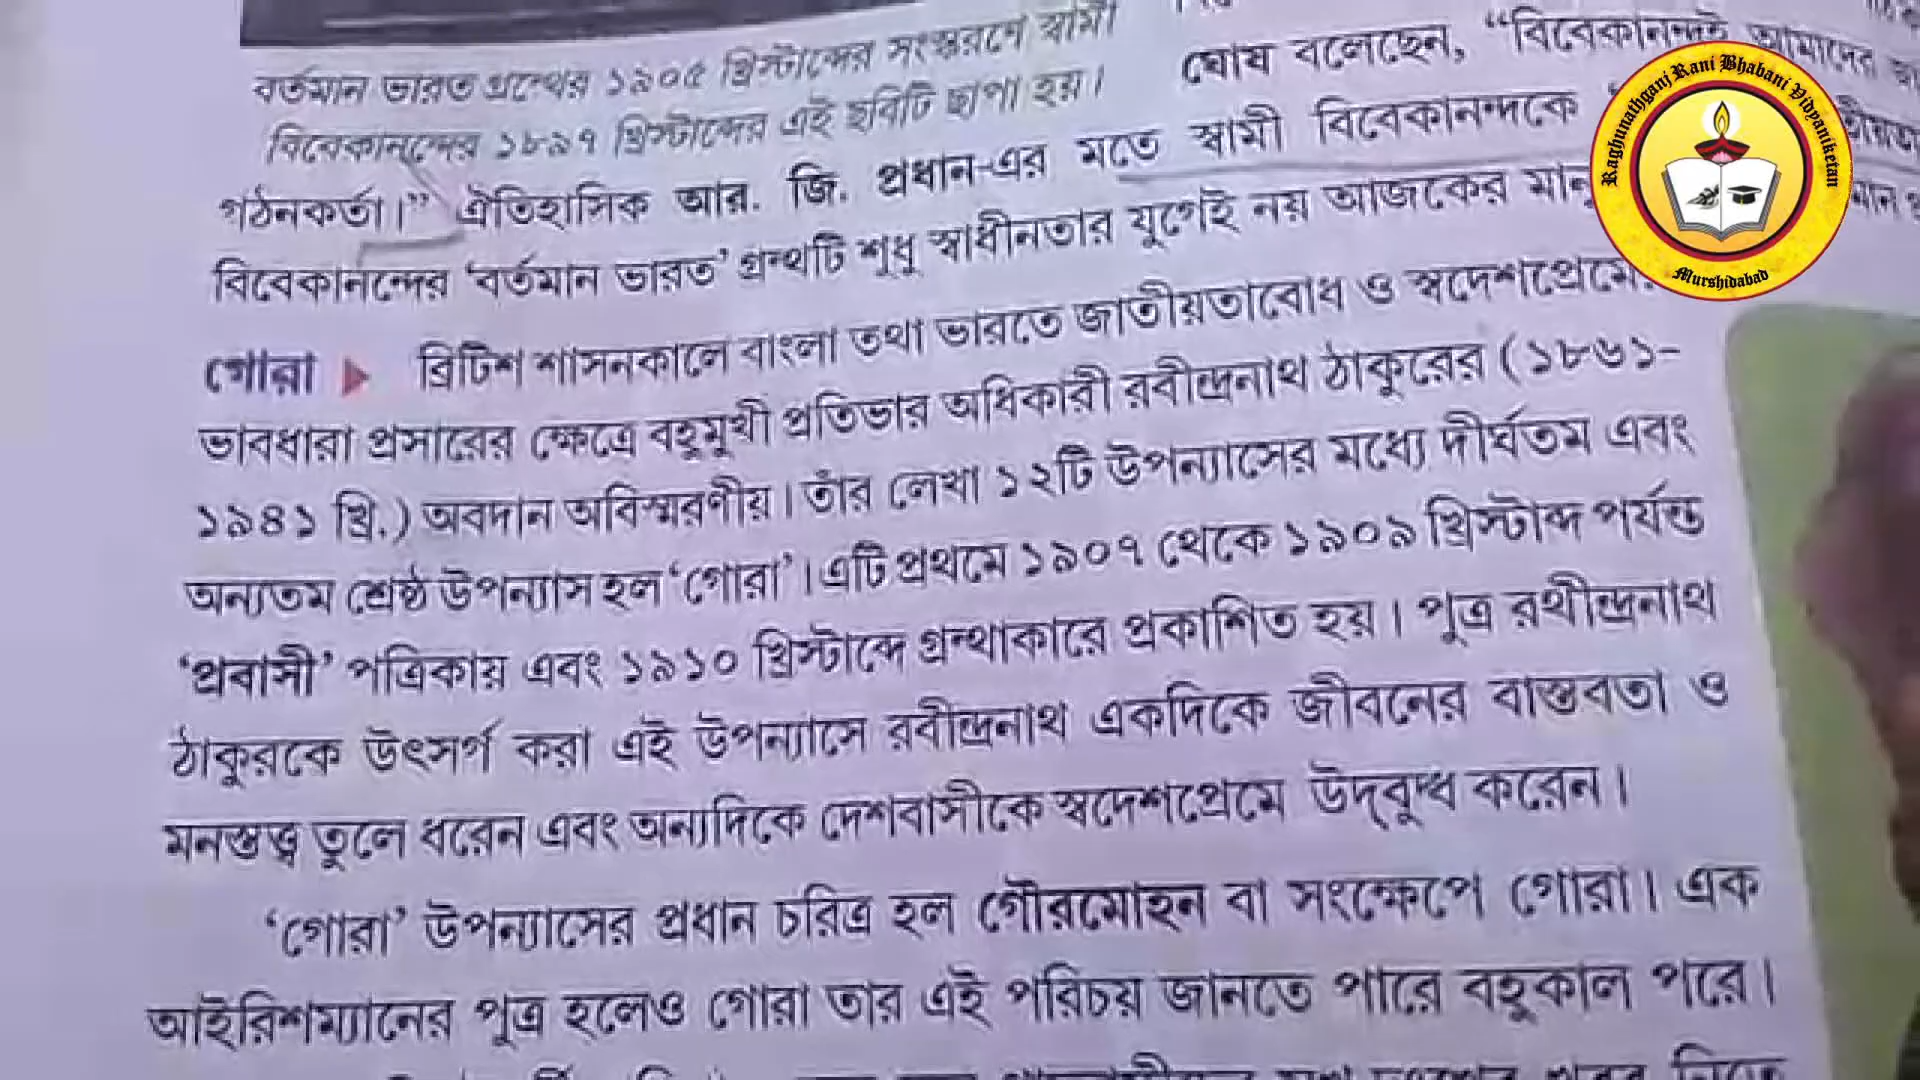 বর্তমান ভারত গ্রন্থের ১৯০৫ খ্রিস্টাব্দের সংস্করণে স্বামী
বিবেকানন্দের ১৮৯৭ খ্রিস্টাব্দের এই ছবিটি ছাপা হয়।
ঘোষ বলেছেন, “বিবেকানন্দই আমাদের
গঠনকর্তা।” ঐতিহাসিক আর. জি. প্রধান-এর মতে স্বামী বিবেকানন্দকে
বিবেকানন্দের ‘বর্তমান ভারত’ গ্রন্থটি শুধু স্বাধীনতার যুগেই নয় আজকের
গোরা ▶ ব্রিটিশ শাসনকালে বাংলা তথা ভারতে জাতীয়তাবোধ ও স্বদেশপ্রেমের
ভাবধারা প্রসারের ক্ষেত্রে বহুমুখী প্রতিভার অধিকারী রবীন্দ্রনাথ ঠাকুরের (১৮৬১-
১৯৪১ খ্রি.) অবদান অবিস্মরণীয়। তাঁর লেখা ১২টি উপন্যাসের মধ্যে দীর্ঘতম এবং
অন্যতম শ্রেষ্ঠ উপন্যাস হল ‘গোরা’। এটি প্রথমে ১৯০৭ থেকে ১৯০৯ খ্রিস্টাব্দ পর্যন্ত
‘প্রবাসী’ পত্রিকায় এবং ১৯১০ খ্রিস্টাব্দে গ্রন্থাকারে প্রকাশিত হয়। পুত্র রথীন্দ্রনাথ
ঠাকুরকে উৎসর্গ করা এই উপন্যাসে রবীন্দ্রনাথ একদিকে জীবনের বাস্তবতা ও
মনস্তত্ত্ব তুলে ধরেন এবং অন্যদিকে দেশবাসীকে স্বদেশপ্রেমে উদ্‌বুদ্ধ করেন।
‘গোরা’ উপন্যাসের প্রধান চরিত্র হল গৌরমোহন বা সংক্ষেপে গোরা। এক
আইরিশম্যানের পুত্র হলেও গোরা তার এই পরিচয় জানতে পারে বহুকাল পরে।
Raghunathganj Rani Bhabani Vidyaniketan
Murshidabad